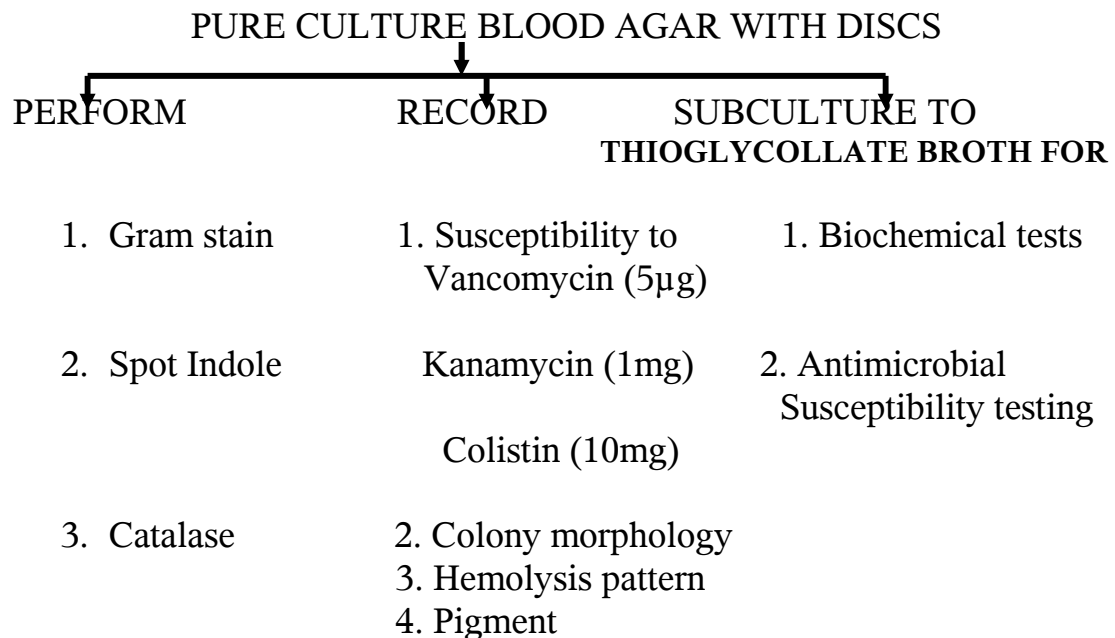 PURE CULTURE BLOOD AGAR WITH DISCS
PERFORM
RECORD
SUBCULTURE TO
THIOGLYCOLLATE BROTH FOR
1. Gram stain
2. Spot Indole
3. Catalase
1. Susceptibility to
Vancomycin (5µg)
Kanamycin (1mg)
Colistin (10mg)
2. Colony morphology
3. Hemolysis pattern
4. Pigment
1. Biochemical tests
2. Antimicrobial
Susceptibility testing